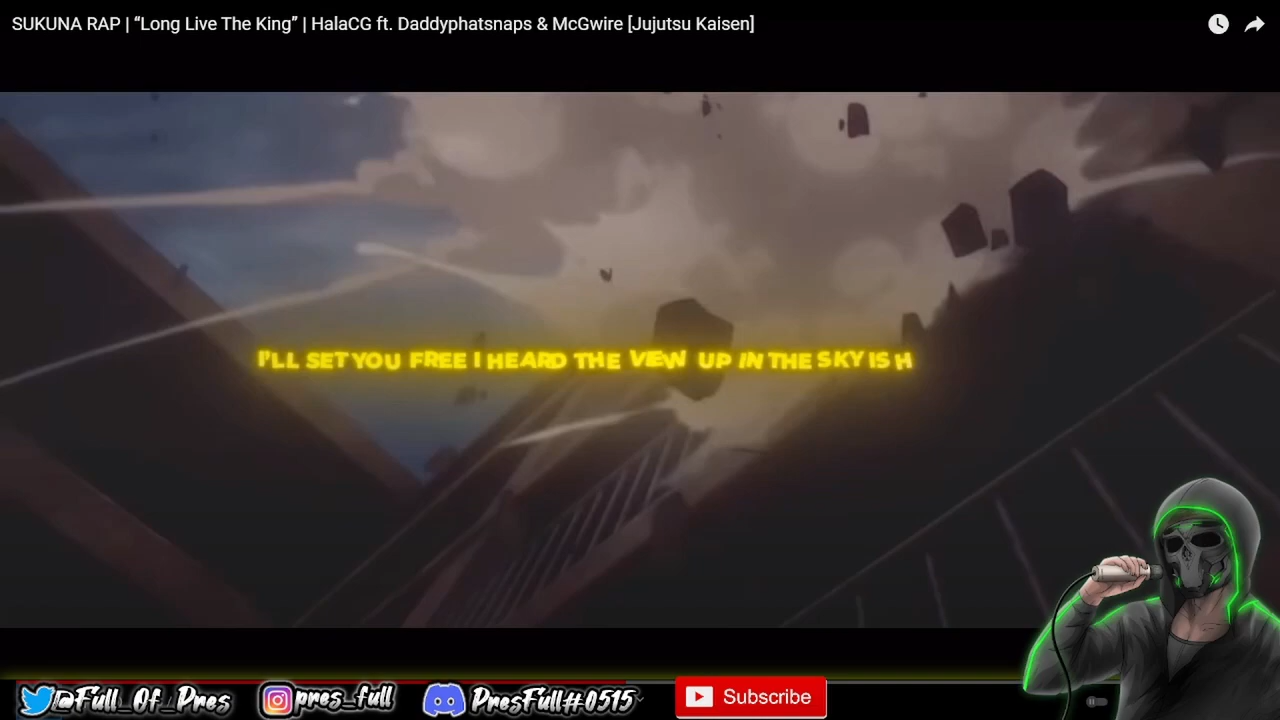 SUKUNA RAP | “Long Live The King” | HalaCG ft. Daddyphatsnaps & McGwire [Jujutsu Kaisen]
I'LL SET YOU FREE I HEARD THE VIEW UP IN THE SKY IS H
@Full_Of_Pres pres_full PresFull#0515 Subscribe